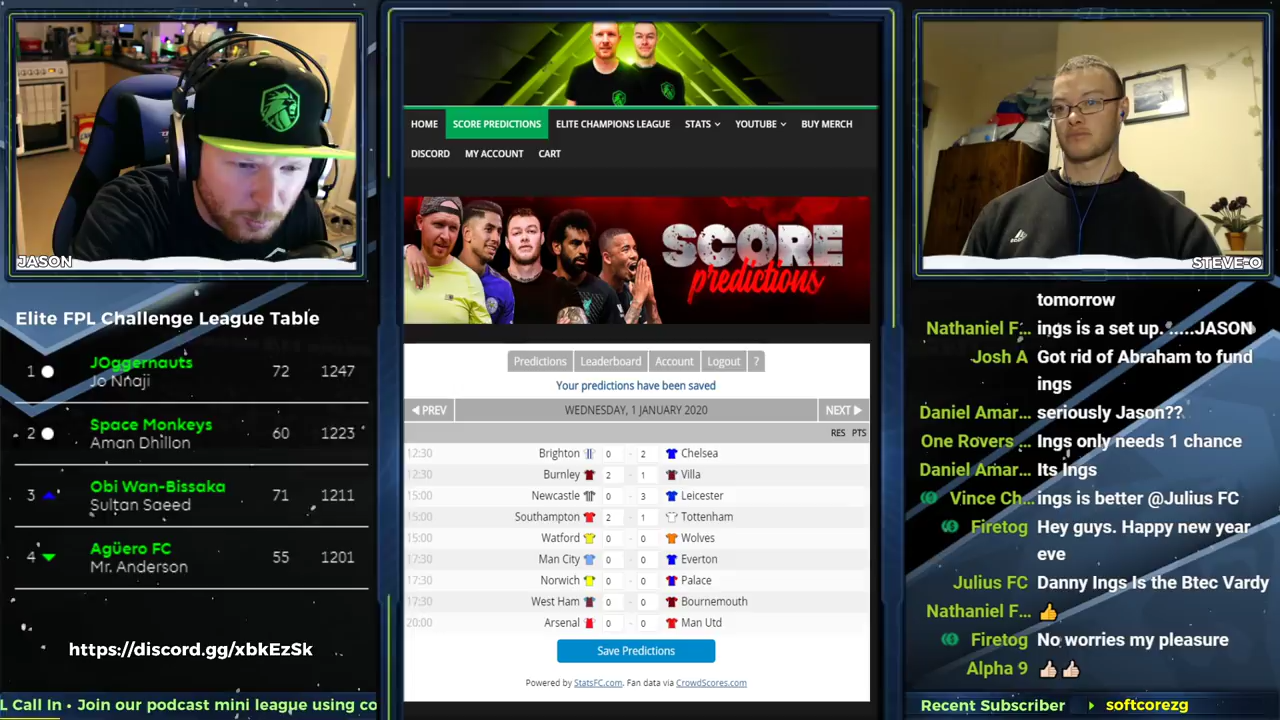 JASON
Elite FPL Challenge League Table
1 JOggernauts 72 1247
Jo Nnaji
2 Space Monkeys 60 1223
Aman Dhillon
3 Obi Wan-Bissaka 71 1211
Sultan Saeed
4 Agüero FC 55 1201
Mr. Anderson
https://discord.gg/xbkEzSk
L Call In • Join our podcast mini league using co
HOME SCORE PREDICTIONS ELITE CHAMPIONS LEAGUE STATS YOUTUBE BUY MERCH
DISCORD MY ACCOUNT CART
SCORE
predictions
Predictions Leaderboard Account Logout ?
Your predictions have been saved
PREV WEDNESDAY, 1 JANUARY 2020 NEXT
RES PTS
12:30 Brighton 0 - 2 Chelsea
12:30 Burnley 2 - 1 Villa
15:00 Newcastle 0 - 3 Leicester
15:00 Southampton 2 - 1 Tottenham
15:00 Watford 0 - 0 Wolves
17:30 Man City 0 - 0 Everton
17:30 Norwich 0 - 0 Palace
17:30 West Ham 0 - 0 Bournemouth
20:00 Arsenal 0 - 0 Man Utd
Save Predictions
Powered by StatsFC.com. Fan data via CrowdScores.com
STEVE-O
tomorrow
Nathaniel F... ings is a set up. .....JASON
Josh A Got rid of Abraham to fund
ings
Daniel Amar... seriously Jason??
One Rovers ... Ings only needs 1 chance
Daniel Amar... Its Ings
Vince Ch... ings is better @Julius FC
Firetog Hey guys. Happy new year
eve
Julius FC Danny Ings Is the Btec Vardy
Nathaniel F... 👍
Firetog No worries my pleasure
Alpha 9 👍🏻👍🏻
Recent Subscriber softcorezg